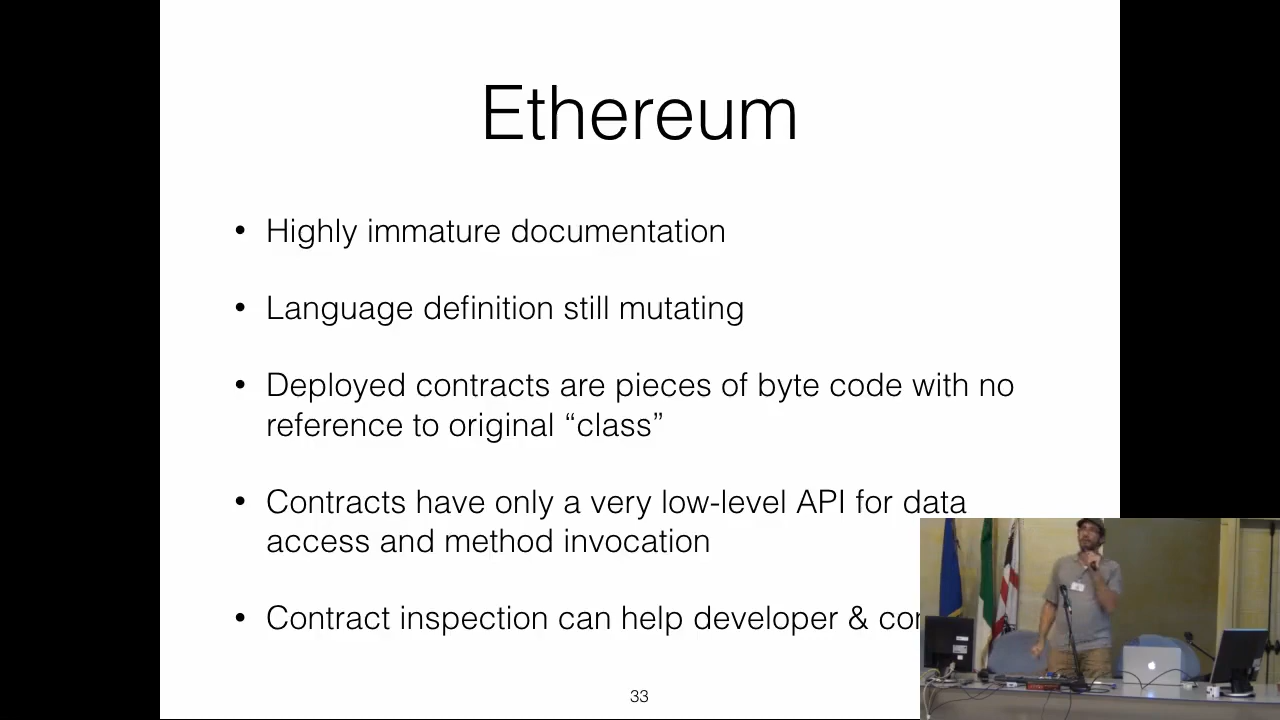 Ethereum
• Highly immature documentation
• Language definition still mutating
• Deployed contracts are pieces of byte code with no
reference to original “class”
• Contracts have only a very low-level API for data
access and method invocation
• Contract inspection can help developer &
33